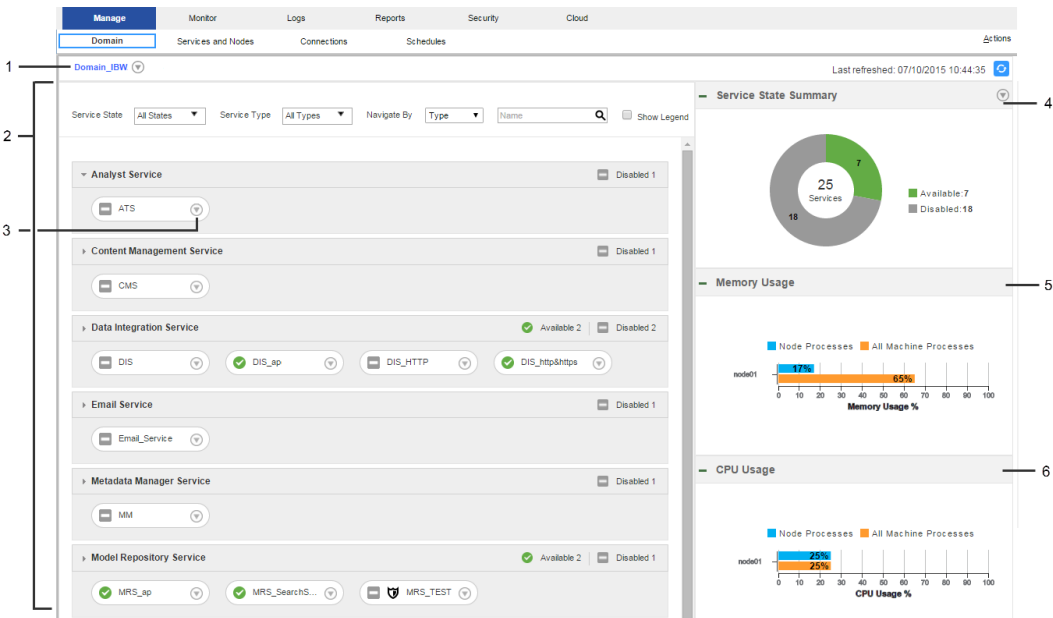 Manage Monitor Logs Reports Security Cloud
Domain Services and Nodes Connections Schedules Actions
1 Domain_IBW Last refreshed: 07/10/2015 10:44:35
2
Service State All States Service Type All Types Navigate By Type Name Show Legend
Analyst Service Disabled 1
ATS
3
Content Management Service Disabled 1
CMS
Data Integration Service Available 2 Disabled 2
DIS DIS_ap DIS_HTTP DIS_http&https
Email Service Disabled 1
Email_Service
Metadata Manager Service Disabled 1
MM
Model Repository Service Available 2 Disabled 1
MRS_ap MRS_SearchS... MRS_TEST
Service State Summary 4
7
25
Services
18
Available:7
Disabled:18
Memory Usage 5
Node Processes All Machine Processes
17%
node01
65%
0 10 20 30 40 50 60 70 80 90 100
Memory Usage %
CPU Usage 6
Node Processes All Machine Processes
25%
node01
25%
0 10 20 30 40 50 60 70 80 90 100
CPU Usage %